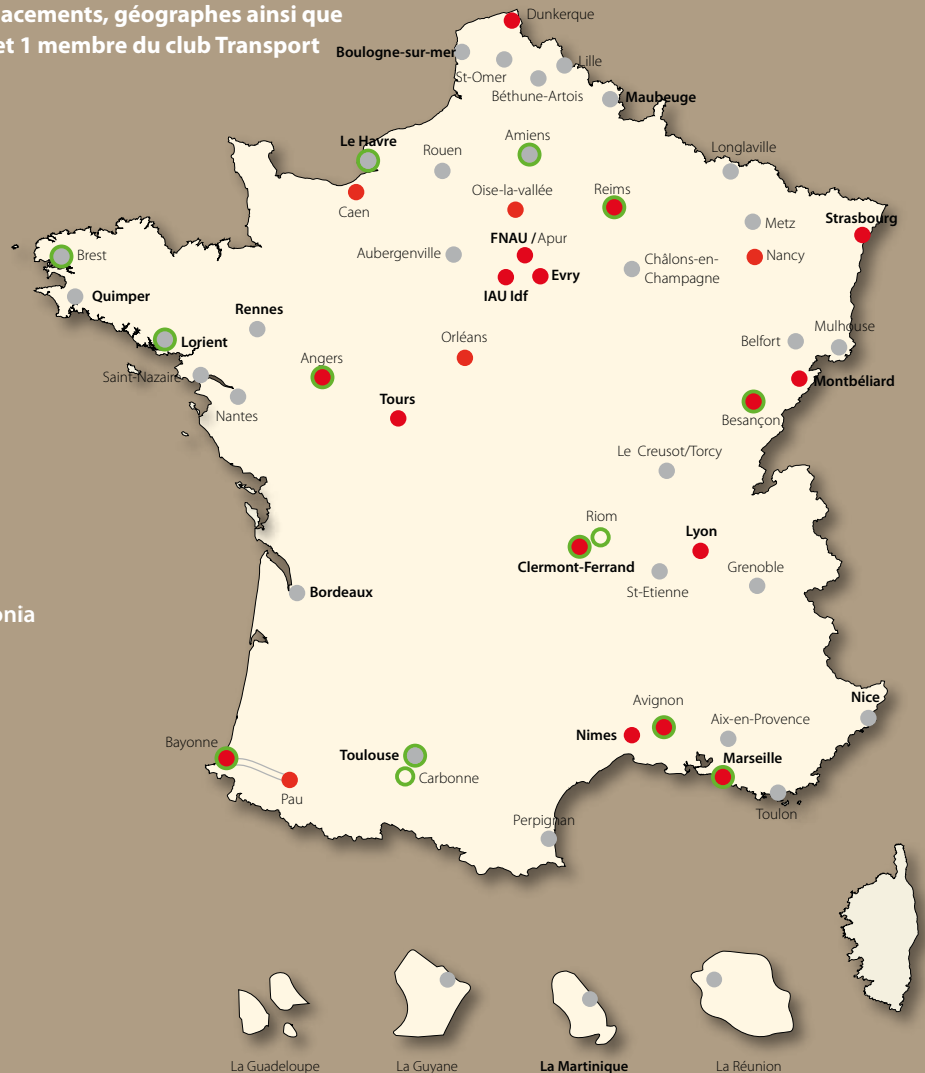 acements, géographes ainsi que
et 1 membre du club Transport
Dunkerque
Boulogne-sur-mer
Lille
St-Omer
Béthune-Artois
Maubeuge
Le Havre
Amiens
Rouen
Longlaville
Oise-la-vallée
Reims
Caen
Metz
Strasbourg
FNAU / Apur
Aubergenville
Nancy
Brest
Châlons-en-
Champagne
Evry
IAU Idf
Quimper
Rennes
Mulhouse
Orléans
Belfort
Lorient
Angers
Saint-Nazaire
Montbéliard
Tours
Nantes
Besançon
Le Creusot/Torcy
Riom
Lyon
Clermont-Ferrand
Grenoble
St-Etienne
Bordeaux
onia
Nice
Avignon
Aix-en-Provence
Nimes
Bayonne
Toulouse
Marseille
Carbonne
Pau
Toulon
Perpignan
La Guadeloupe
La Guyane
La Martinique
La Réunion